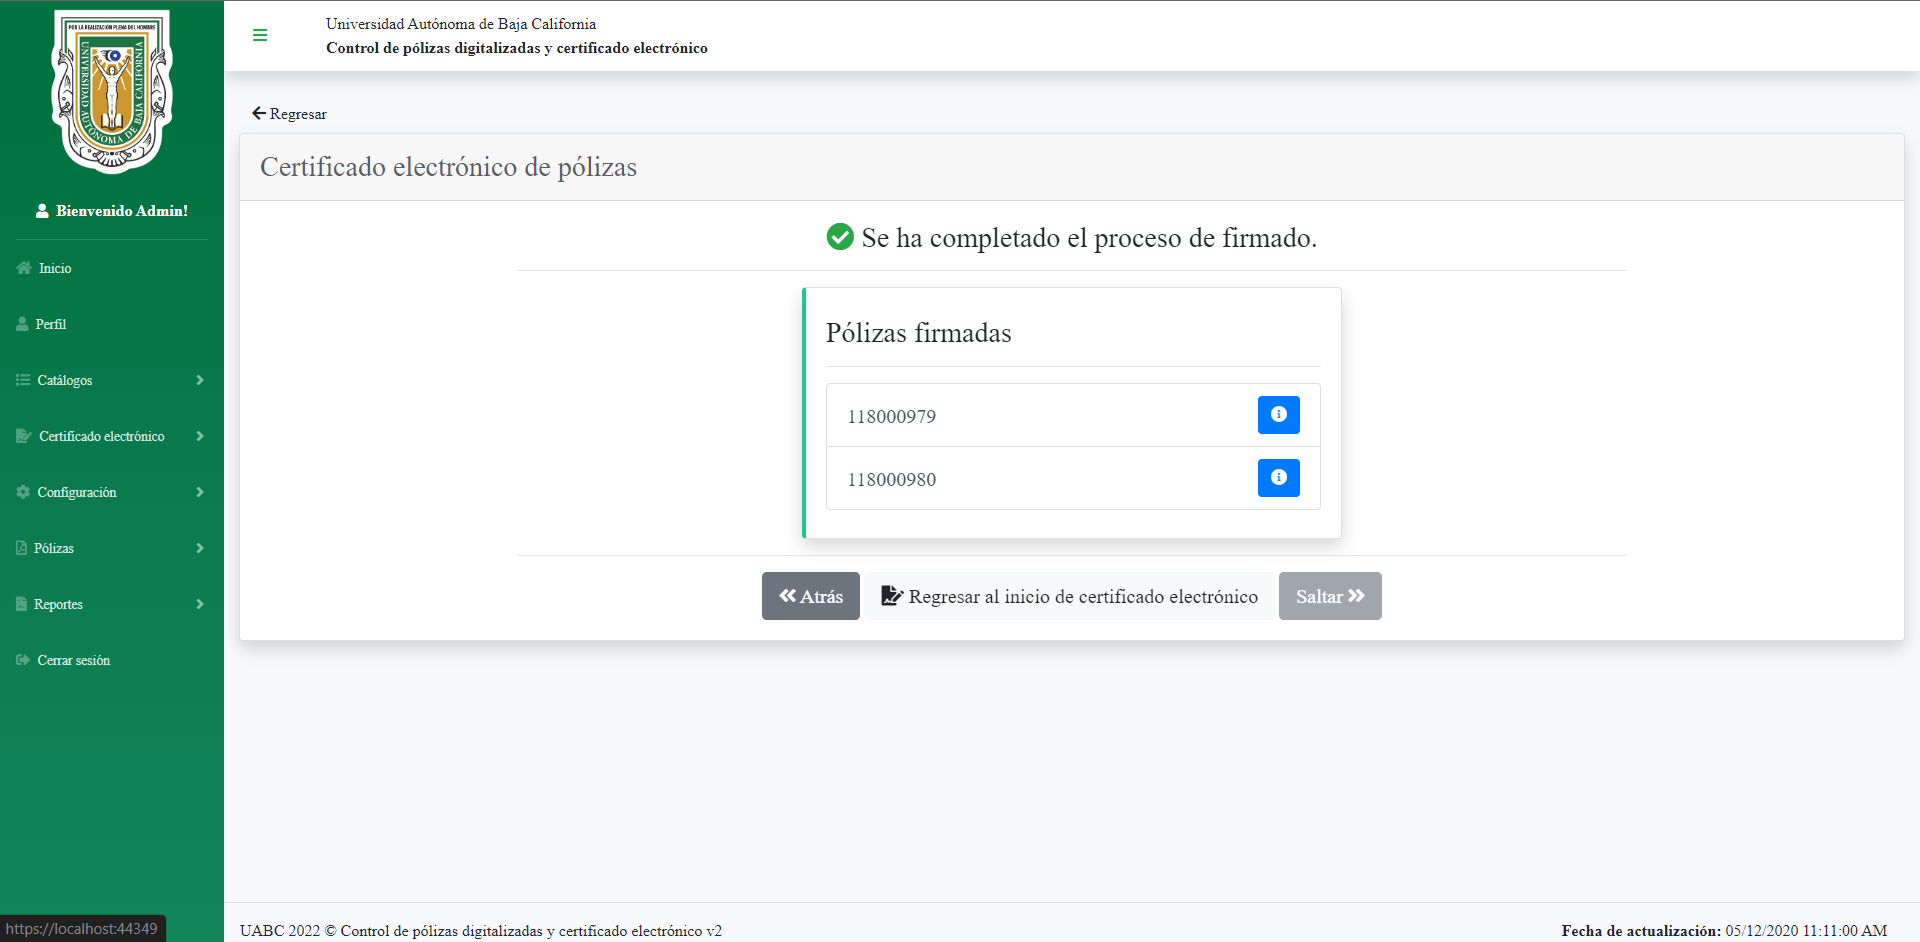 POR LA REALIZACIÓN PLENA DEL HOMBRE
UNIVERSIDAD AUTÓNOMA DE BAJA CALIFORNIA
Bienvenido Admin!
Inicio
Perfil
Catálogos
Certificado electrónico
Configuración
Pólizas
Reportes
Cerrar sesión
https://localhost:44349
Universidad Autónoma de Baja California
Control de pólizas digitalizadas y certificado electrónico
Regresar
Certificado electrónico de pólizas
Se ha completado el proceso de firmado.
Pólizas firmadas
118000979
118000980
Atrás
Regresar al inicio de certificado electrónico
Saltar
UABC 2022 © Control de pólizas digitalizadas y certificado electrónico v2
Fecha de actualización: 05/12/2020 11:11:00 AM